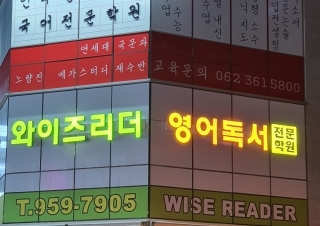 국어전문학원
연세대 국문과
노량진 메가스터디 재수반
교육문의 062 361 5800
와이즈리더
영어독서 전문
학원
T.959-7905
WISE READER